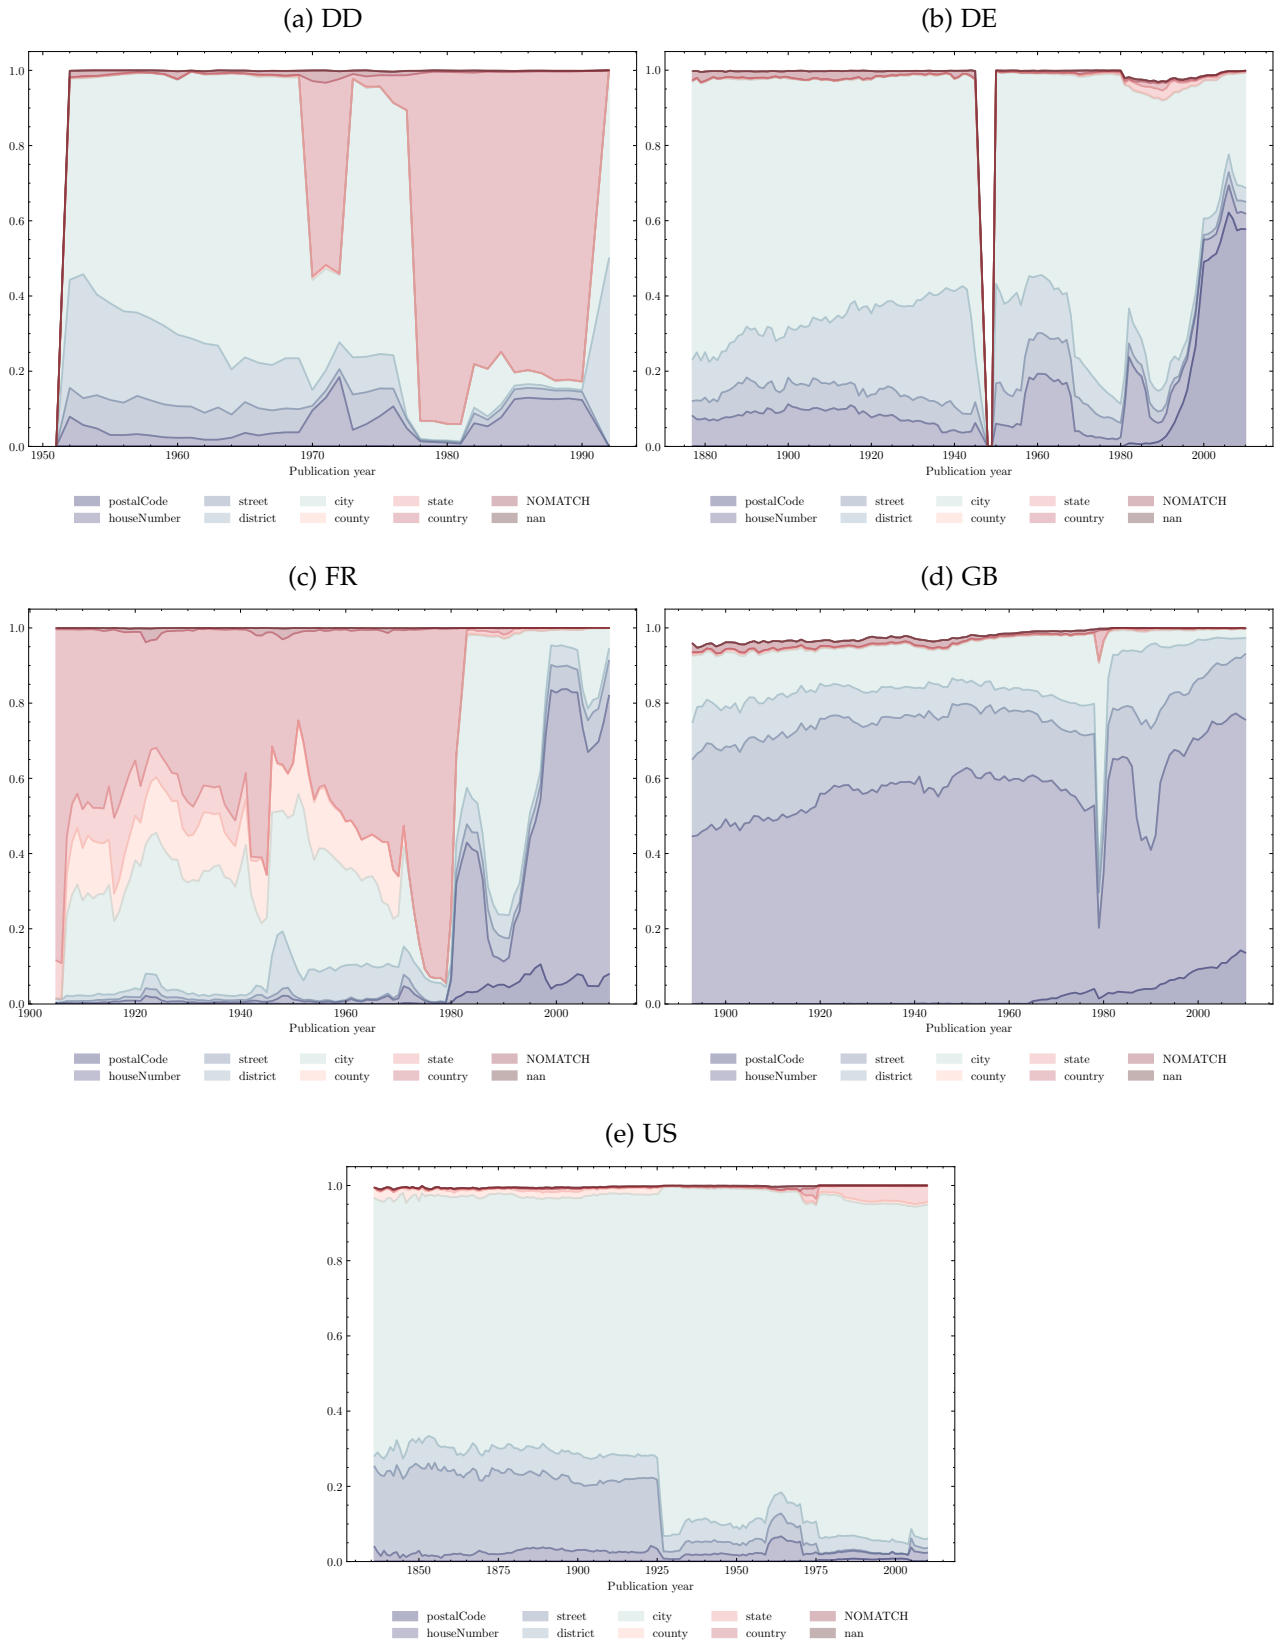 (a) DD
(b) DE
1.0
0.8
0.6
0.4
0.2
0.0
1950 1960 1970 1980 1990
Publication year
postalCode street city state NOMATCH
houseNumber district county country nan
1.0
0.8
0.6
0.4
0.2
0.0
1880 1900 1920 1940 1960 1980 2000
Publication year
postalCode street city state NOMATCH
houseNumber district county country nan
(c) FR
(d) GB
1.0
0.8
0.6
0.4
0.2
0.0
1900 1920 1940 1960 1980 2000
Publication year
postalCode street city state NOMATCH
houseNumber district county country nan
1.0
0.8
0.6
0.4
0.2
0.0
1900 1920 1940 1960 1980 2000
Publication year
postalCode street city state NOMATCH
houseNumber district county country nan
(e) US
1.0
0.8
0.6
0.4
0.2
0.0
1850 1875 1900 1925 1950 1975 2000
Publication year
postalCode street city state NOMATCH
houseNumber district county country nan